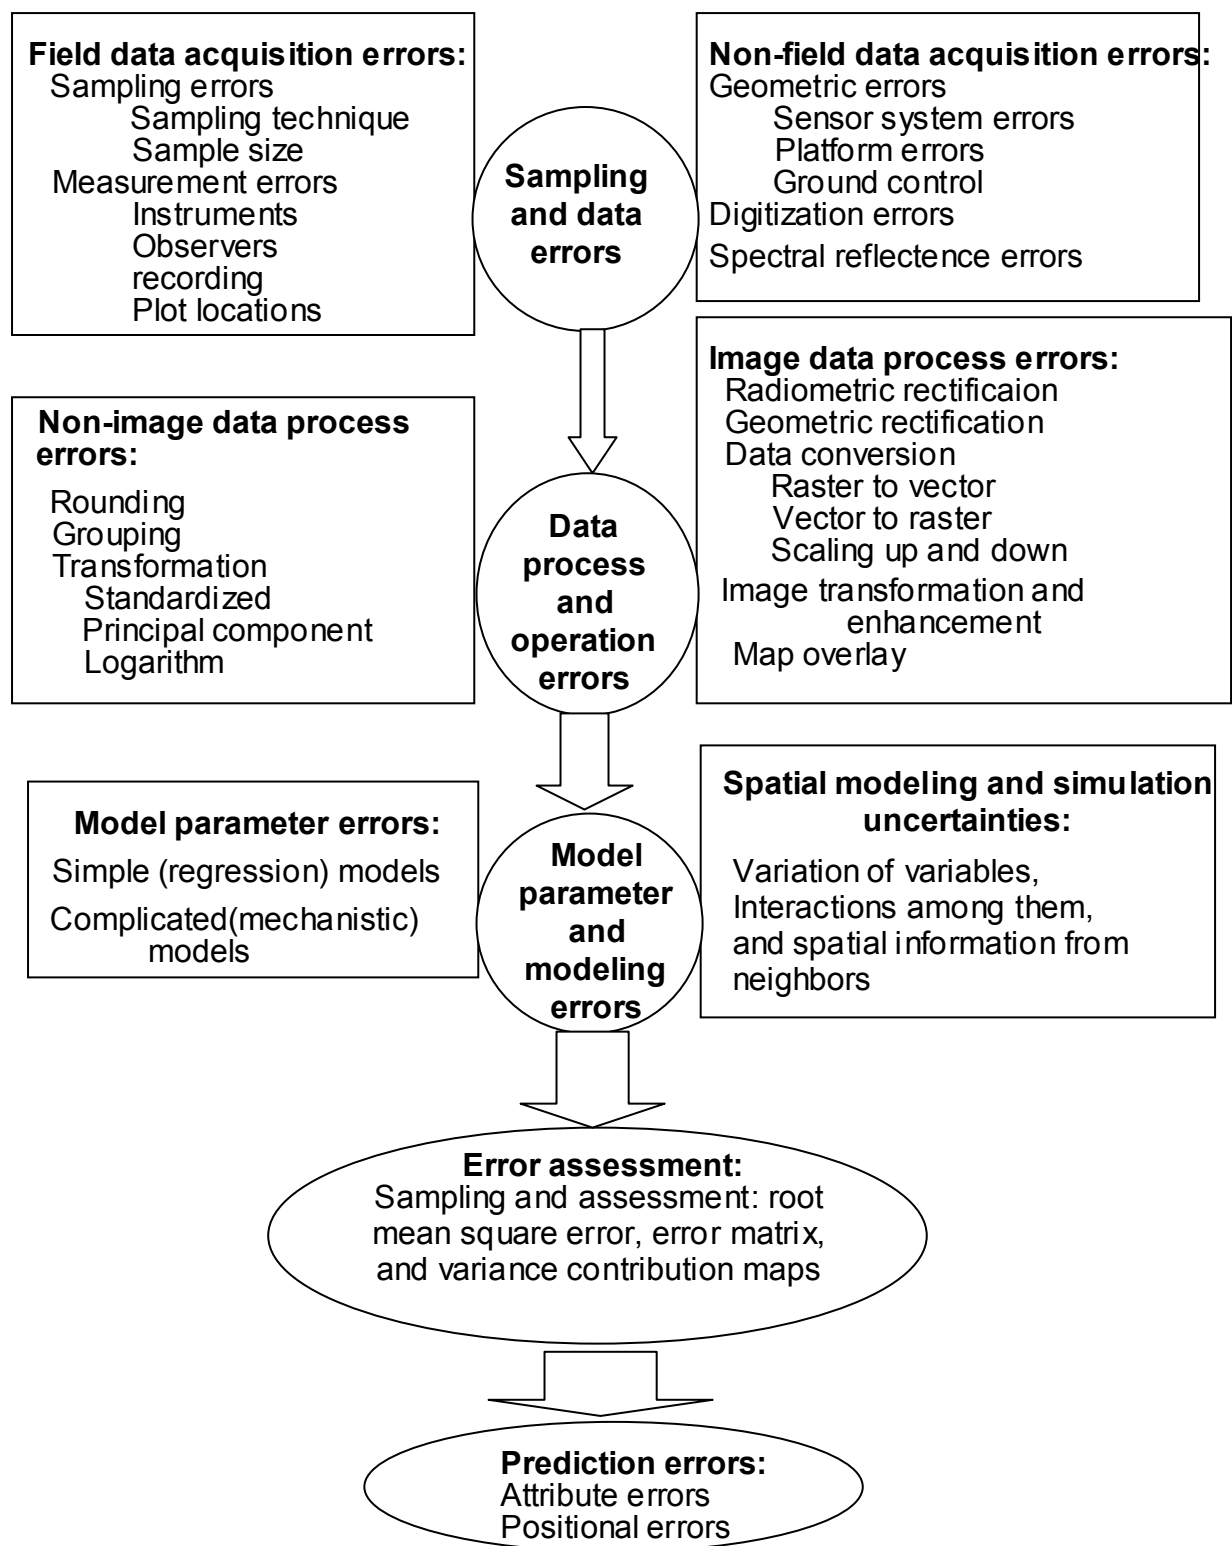 Field data acquisition errors:
Sampling errors
Sampling technique
Sample size
Measurement errors
Instruments
Observers
recording
Plot locations
Sampling
and data
errors
Non-field data acquisition errors:
Geometric errors
Sensor system errors
Platform errors
Ground control
Digitization errors
Spectral reflectence errors
Non-image data process
errors:
Rounding
Grouping
Transformation
Standardized
Principal component
Logarithm
Data
process
and
operation
errors
Image data process errors:
Radiometric rectificaion
Geometric rectification
Data conversion
Raster to vector
Vector to raster
Scaling up and down
Image transformation and
enhancement
Map overlay
Model parameter errors:
Simple (regression) models
Complicated(mechanistic)
models
Model
parameter
and
modeling
errors
Spatial modeling and simulation
uncertainties:
Variation of variables,
Interactions among them,
and spatial information from
neighbors
Error assessment:
Sampling and assessment: root
mean square error, error matrix,
and variance contribution maps
Prediction errors:
Attribute errors
Positional errors